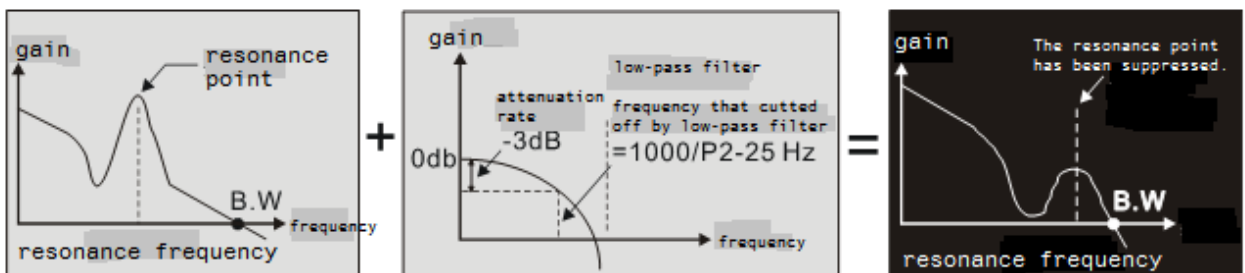 gain
resonance
point
B.W
frequency
resonance frequency
+
gain
low-pass filter
attenuation
rate
-3dB
frequency that cutted
off by low-pass filter
=1000/P2-25 Hz
0db
frequency
=
gain
The resonance point
has been suppressed.
B.W
resonance frequency